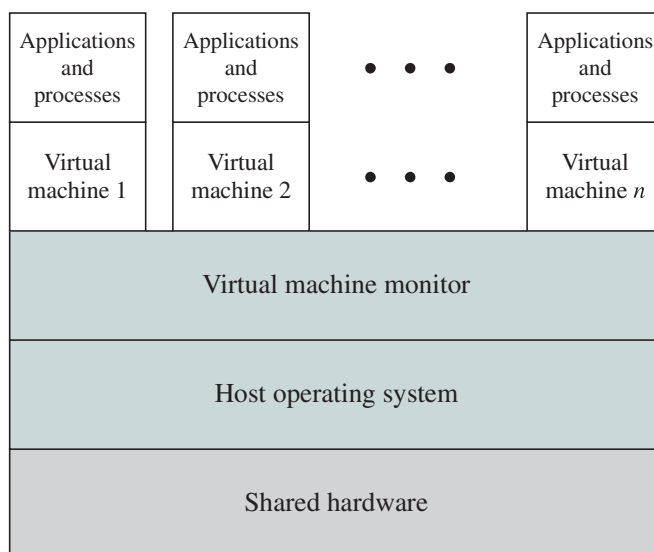 Applications
and
processes
Applications
and
processes
Applications
and
processes
Virtual
machine 1
Virtual
machine 2
Virtual
machine n
Virtual machine monitor
Host operating system
Shared hardware